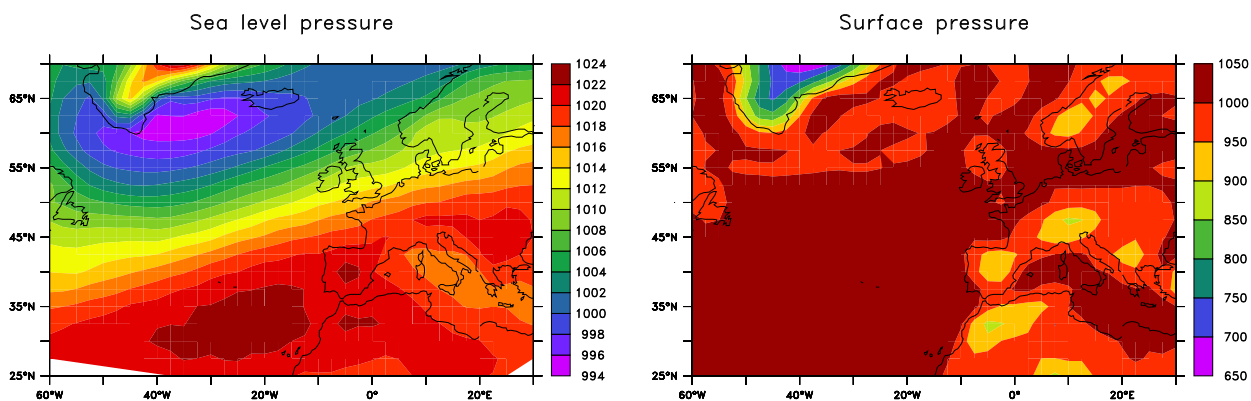 Sea level pressure
Surface pressure
65°N
55°N
45°N
35°N
25°N
60°W
40°W
20°W
0°
20°E
1024
1022
1020
1018
1016
1014
1012
1010
1008
1006
1004
1002
1000
998
996
994
65°N
55°N
45°N
35°N
25°N
60°W
40°W
20°W
0°
20°E
1050
1000
950
900
850
800
750
700
650